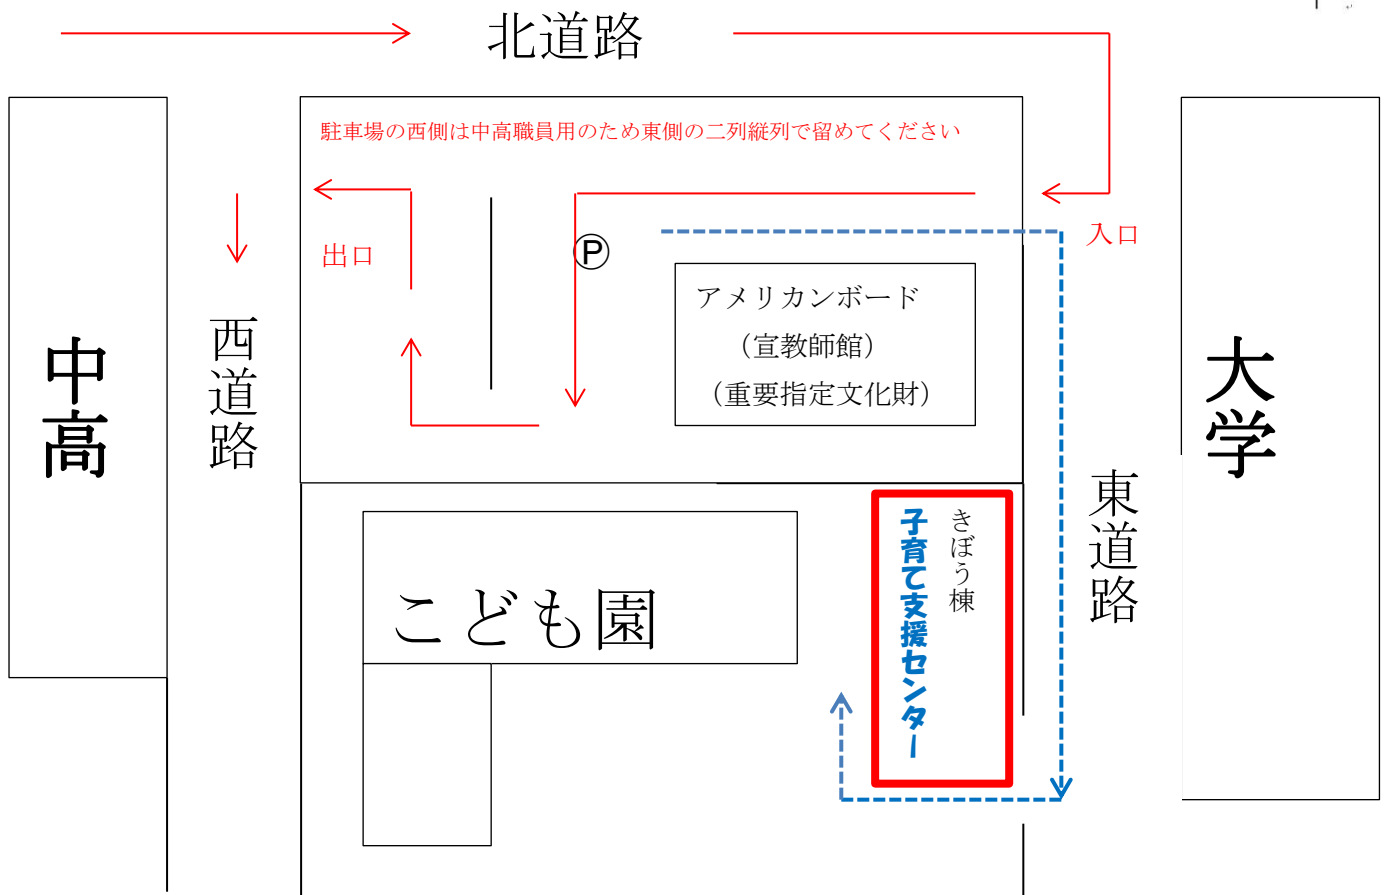 北道路
駐車場の西側は中高職員用のため東側の二列縦列で留めてください
入口
出口
Ⓟ
アメリカンボード
（宣教師館）
（重要指定文化財）
中高
西道路
大学
東道路
きぼう棟
子育て支援センター
こども園